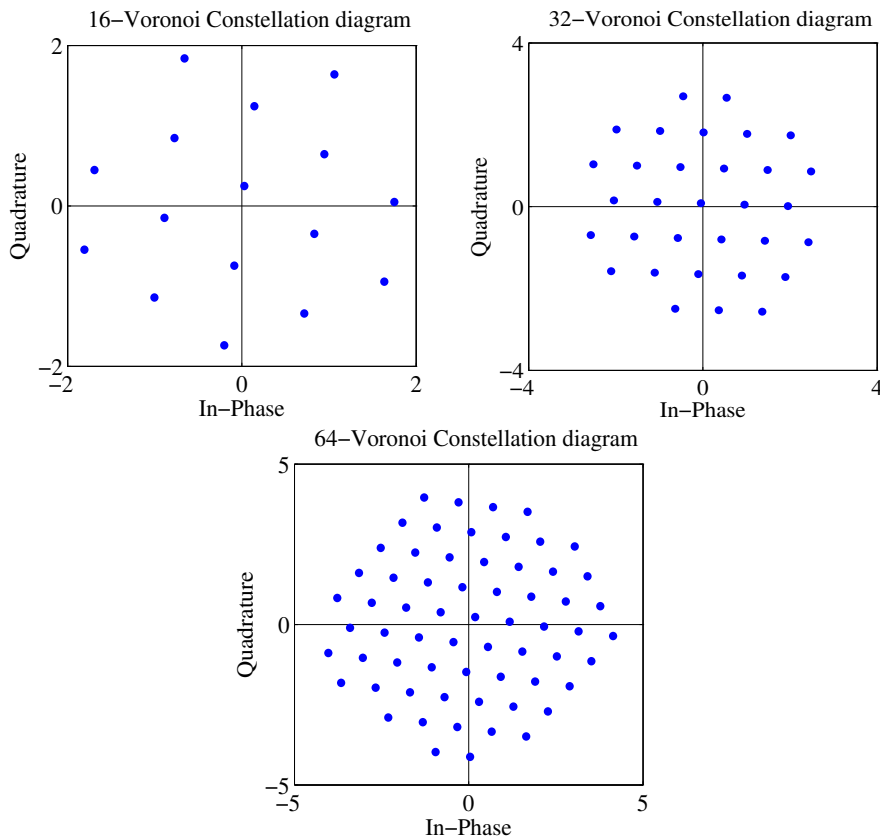 16−Voronoi Constellation diagram
2
0
−2
−2
0
2
Quadrature
In−Phase
32−Voronoi Constellation diagram
4
0
−4
−4
0
4
Quadrature
In−Phase
64−Voronoi Constellation diagram
5
0
−5
−5
0
5
Quadrature
In−Phase